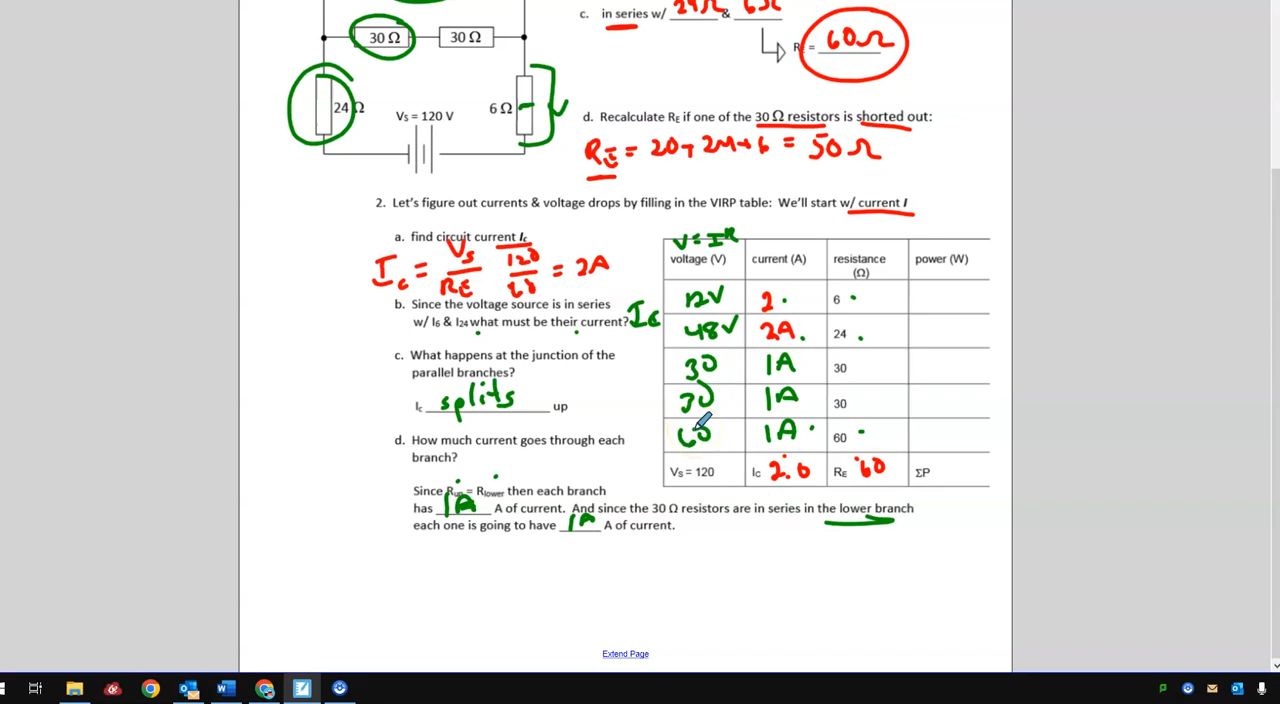 c. in series w/ 24Ω & 6Ω
30 Ω 30 Ω
RE = 60Ω
24 Ω
6 Ω
Vs = 120 V
d. Recalculate RE if one of the 30 Ω resistors is shorted out:
RE = 20 + 24 + 6 = 50 Ω
2. Let's figure out currents & voltage drops by filling in the VIRP table: We'll start w/ current I
a. find circuit current Ic
Ic = Vs/RE 120/60 = 2A
b. Since the voltage source is in series
w/ I6 & I24 what must be their current? Ic
c. What happens at the junction of the
parallel branches?
Ic splits up
d. How much current goes through each
branch?
Since Rup = Rlower then each branch
has 1A A of current. And since the 30 Ω resistors are in series in the lower branch
each one is going to have 1A A of current.
V = IR
voltage (V) current (A) resistance (Ω) power (W)
12V 2 6
48V 2A 24
30 1A 30
30 1A 30
60 1A 60
Vs = 120 Ic 2.0 RE 60 ΣP
Extend Page